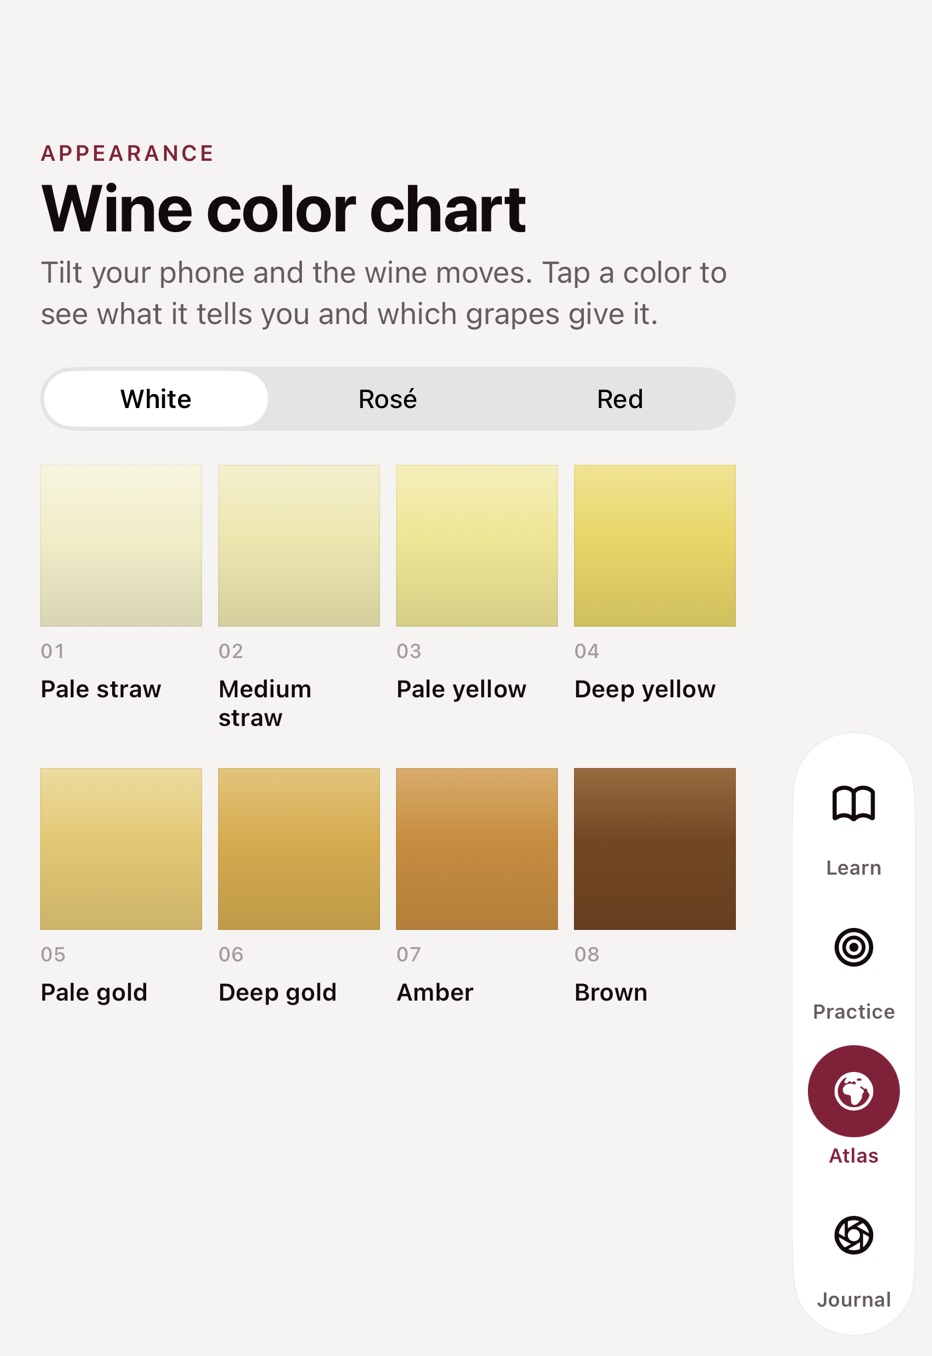 APPEARANCE
Wine color chart
Tilt your phone and the wine moves. Tap a color to
see what it tells you and which grapes give it.
White
Rosé
Red
01
02
03
04
Pale straw
Medium
straw
Pale yellow
Deep yellow
05
06
07
08
Pale gold
Deep gold
Amber
Brown
Learn
Practice
Atlas
Journal